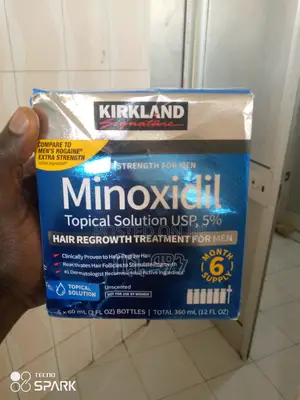 KIRKLAND
Signature
COMPARE TO
MEN'S ROGAINE®
EXTRA STRENGTH
STRENGTH FOR MEN
Minoxidil
Topical Solution USP, 5%
HAIR REGROWTH TREATMENT FOR MEN
Clinically Proven to Help Regrow Hair
Reactivates Hair Follicles to Stimulate Regrowth
#1 Dermatologist Recommended Active Ingredient
MONTH
6
SUPPLY
TOPICAL
SOLUTION
Unscented
NOT FOR USE BY WOMEN
60 mL (2 FL OZ) BOTTLES | TOTAL 360 mL (12 FL OZ)
TECNO
SPARK